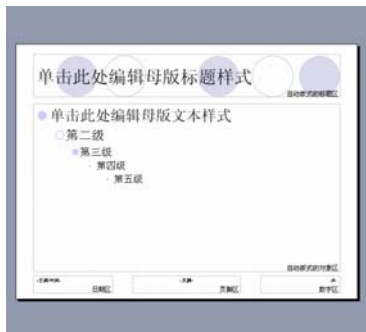 单击此处编辑母版标题样式
自动版式的标题区
单击此处编辑母版文本样式
第二级
第三级
第四级
第五级
自动版式的对象区
日期区
页脚区
数字区